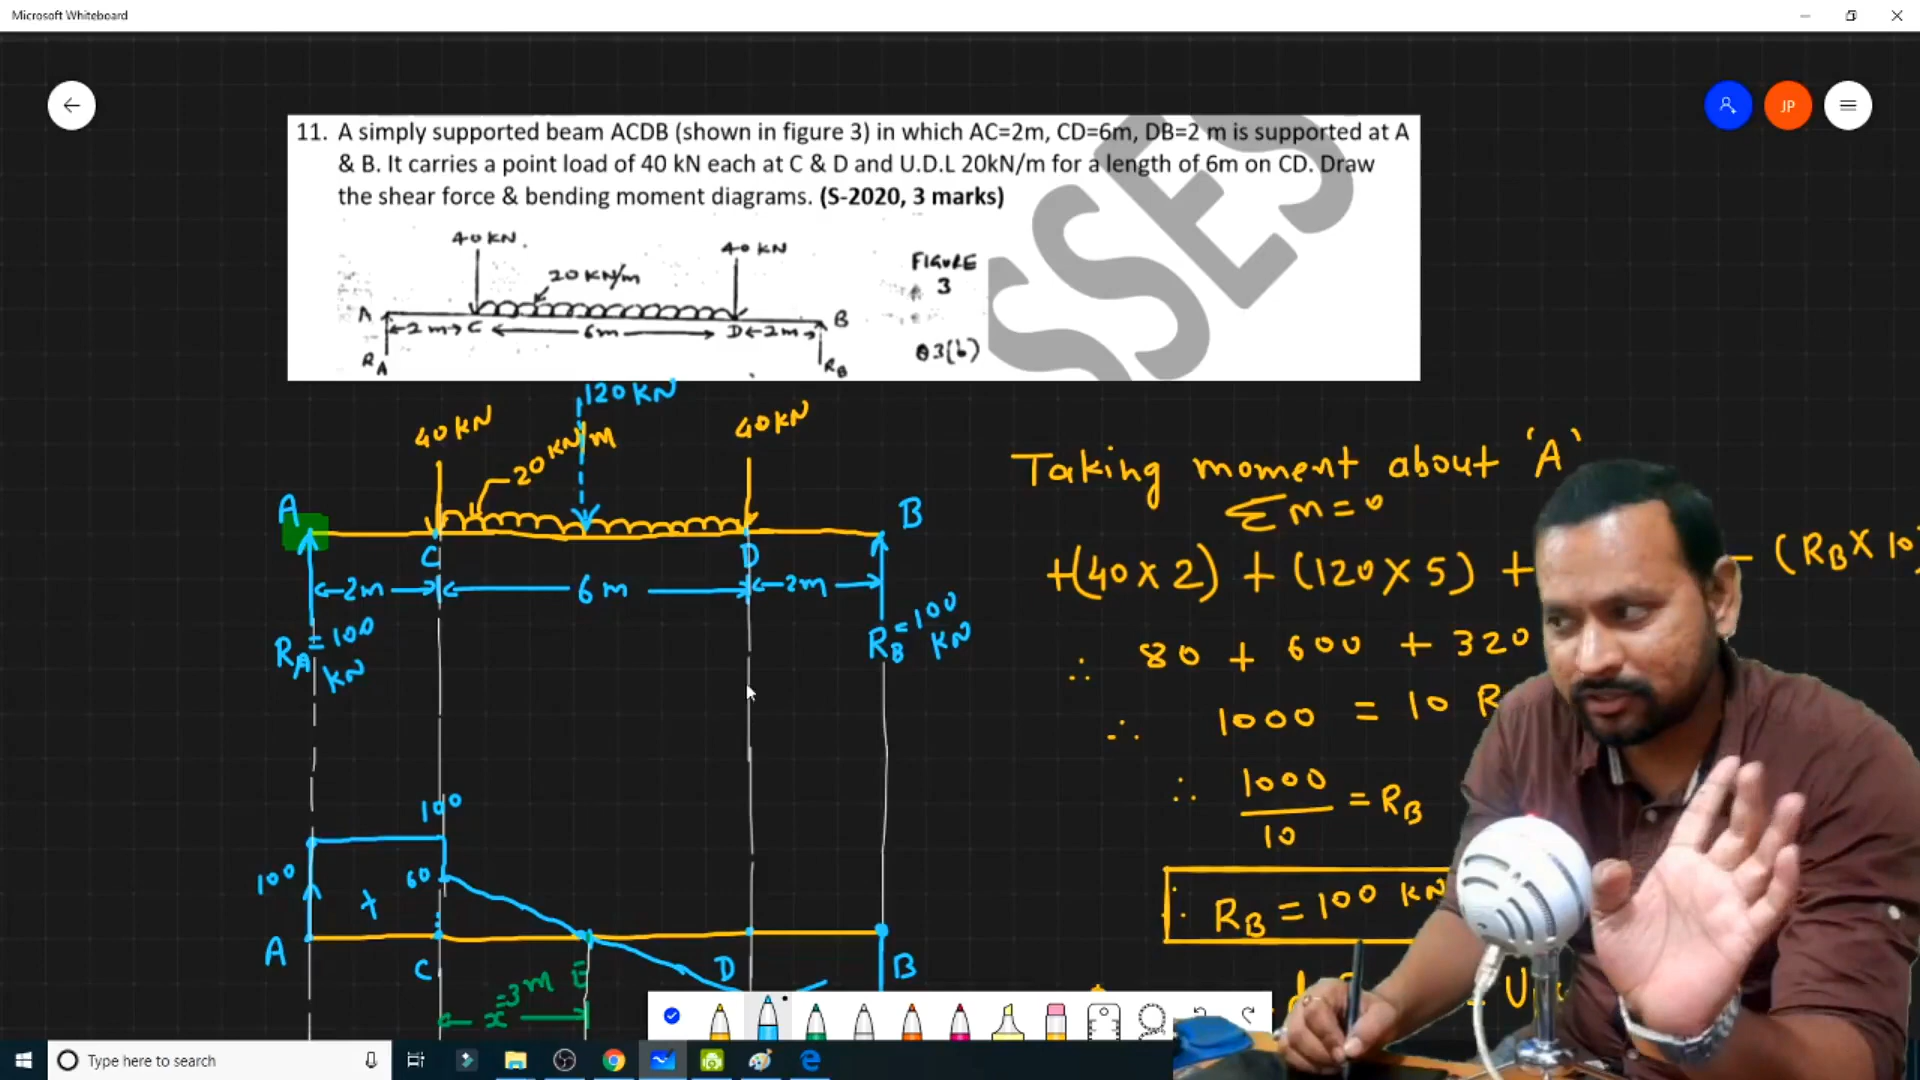 Microsoft Whiteboard
JP
11. A simply supported beam ACDB (shown in figure 3) in which AC=2m, CD=6m, DB=2 m is supported at A
& B. It carries a point load of 40 kN each at C & D and U.D.L 20kN/m for a length of 6m on CD. Draw
the shear force & bending moment diagrams. (S-2020, 3 marks)
SSES
40 KN.
40 KN
20 KN/m
FIGURE
3
A
2m
C
6m
D
2m
B
Q3(b)
RA
RB
120 KN
40 KN
40 KN
20 KN/m
A
B
C
D
2m
6 m
2m
RA = 100
KN
RB = 100
KN
100
100
60
+
A
C
=3m
E
D
B
x
Taking moment about 'A'
Σm = 0
+(40 X 2) + (120 X 5) +
- (RB X 10
∴ 80 + 600 + 320
∴ 1000 = 10 R
∴ 1000
10
= RB
∴ RB = 100 KN
Type here to search